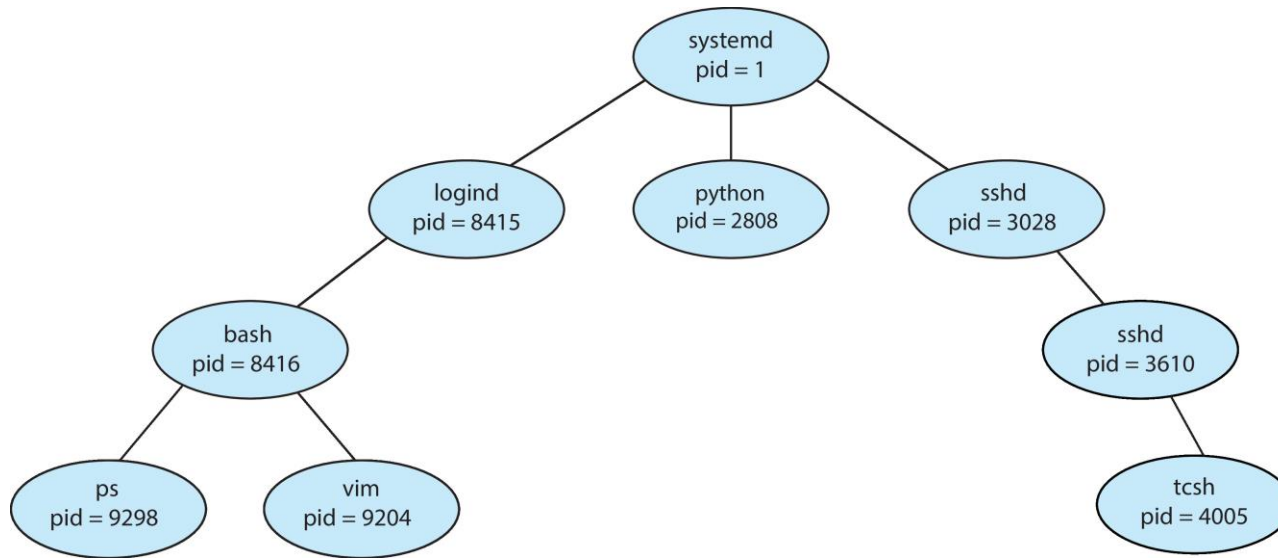 systemd
pid = 1
logind
pid = 8415
python
pid = 2808
sshd
pid = 3028
bash
pid = 8416
sshd
pid = 3610
ps
pid = 9298
vim
pid = 9204
tcsh
pid = 4005